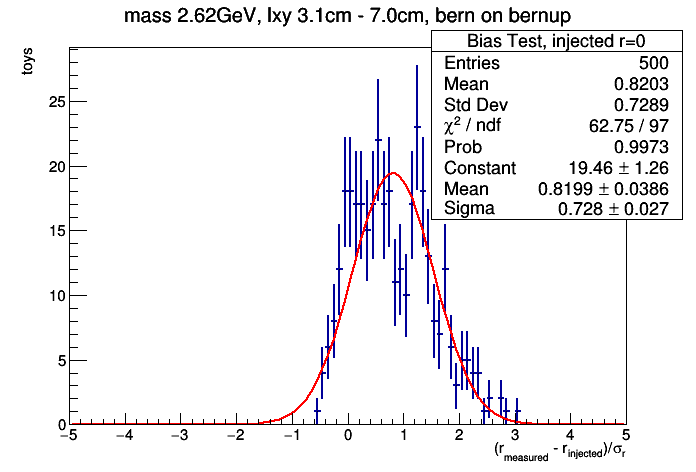 mass 2.62GeV, lxy 3.1cm - 7.0cm, bern on bernup
Bias Test, injected r=0
Entries 500
Mean 0.8203
Std Dev 0.7289
χ² / ndf 62.75 / 97
Prob 0.9973
Constant 19.46 ± 1.26
Mean 0.8199 ± 0.0386
Sigma 0.728 ± 0.027
toys
25
20
15
10
5
0
−5 −4 −3 −2 −1 0 1 2 3 4 5
(r_measured - r_injected)/σ_r